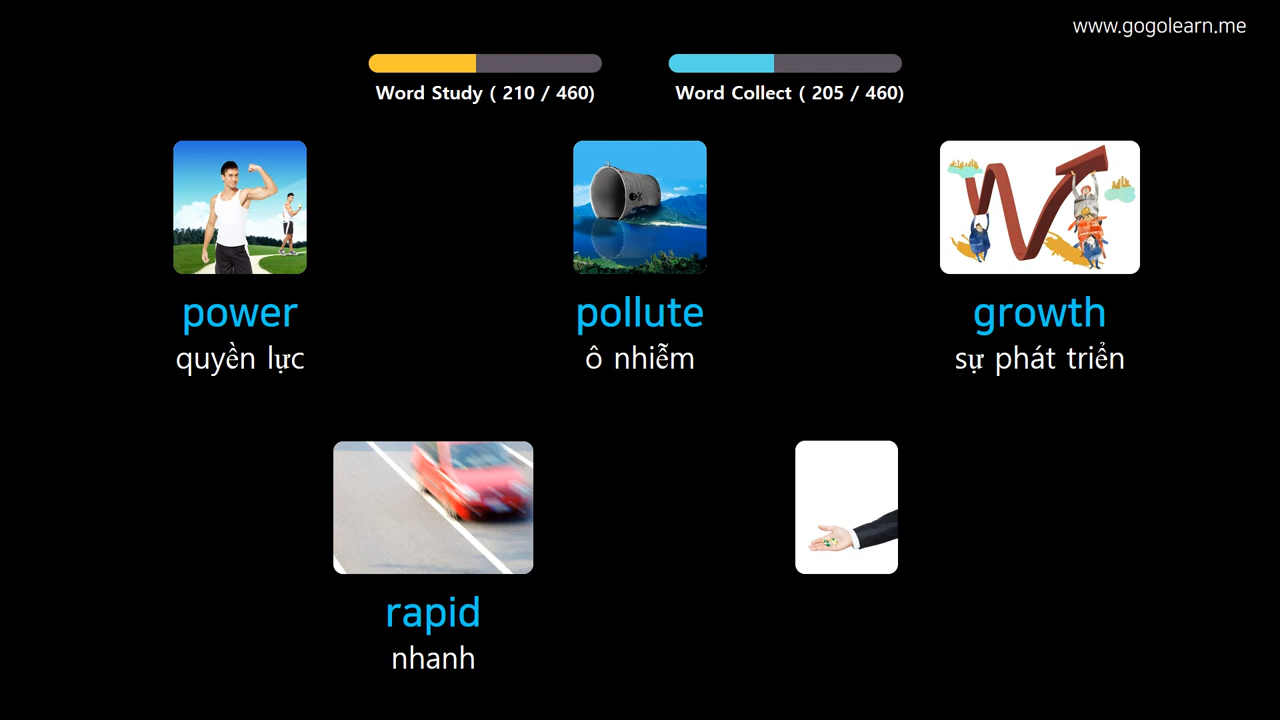 www.gogolearn.me
Word Study ( 210 / 460)
Word Collect ( 205 / 460)
power
quyền lực
pollute
ô nhiễm
growth
sự phát triển
rapid
nhanh